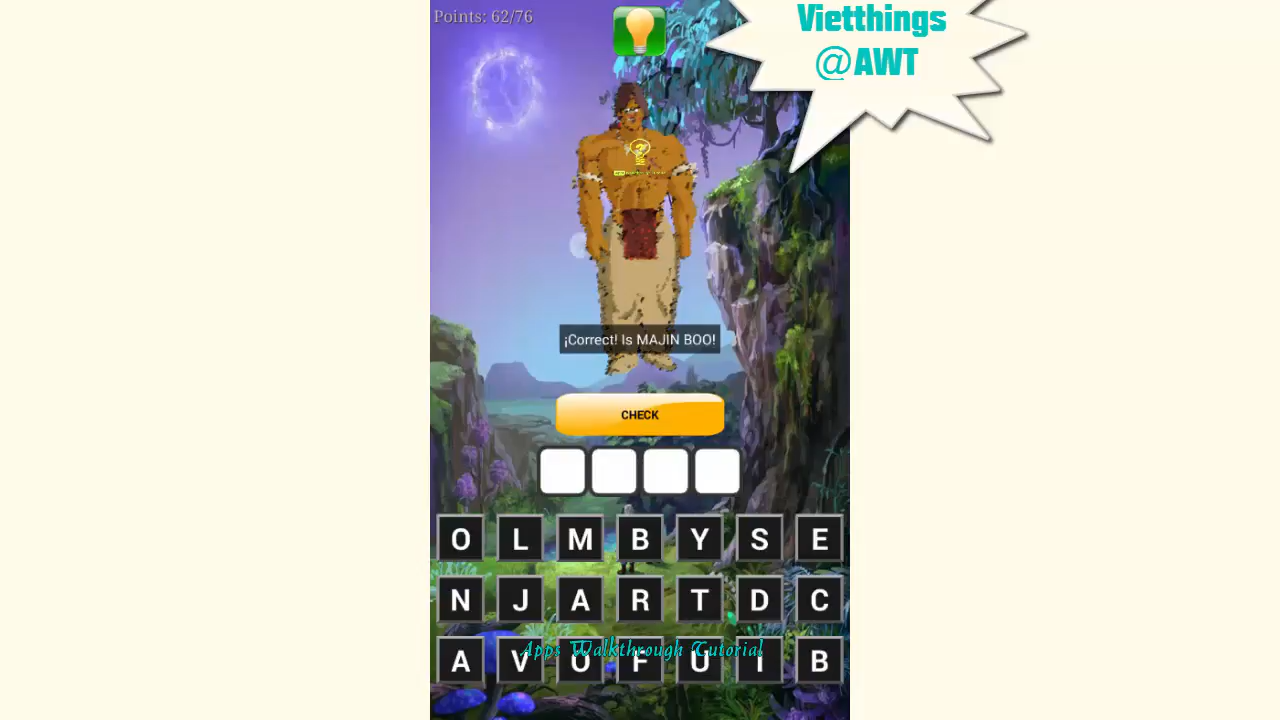 Points: 62/76
Vietthings
@AWT
¡Correct! Is MAJIN BOO!
CHECK
O L M B Y S E
N J A R T D C
Apps Walkthrough Tutorial
A V O F U I B